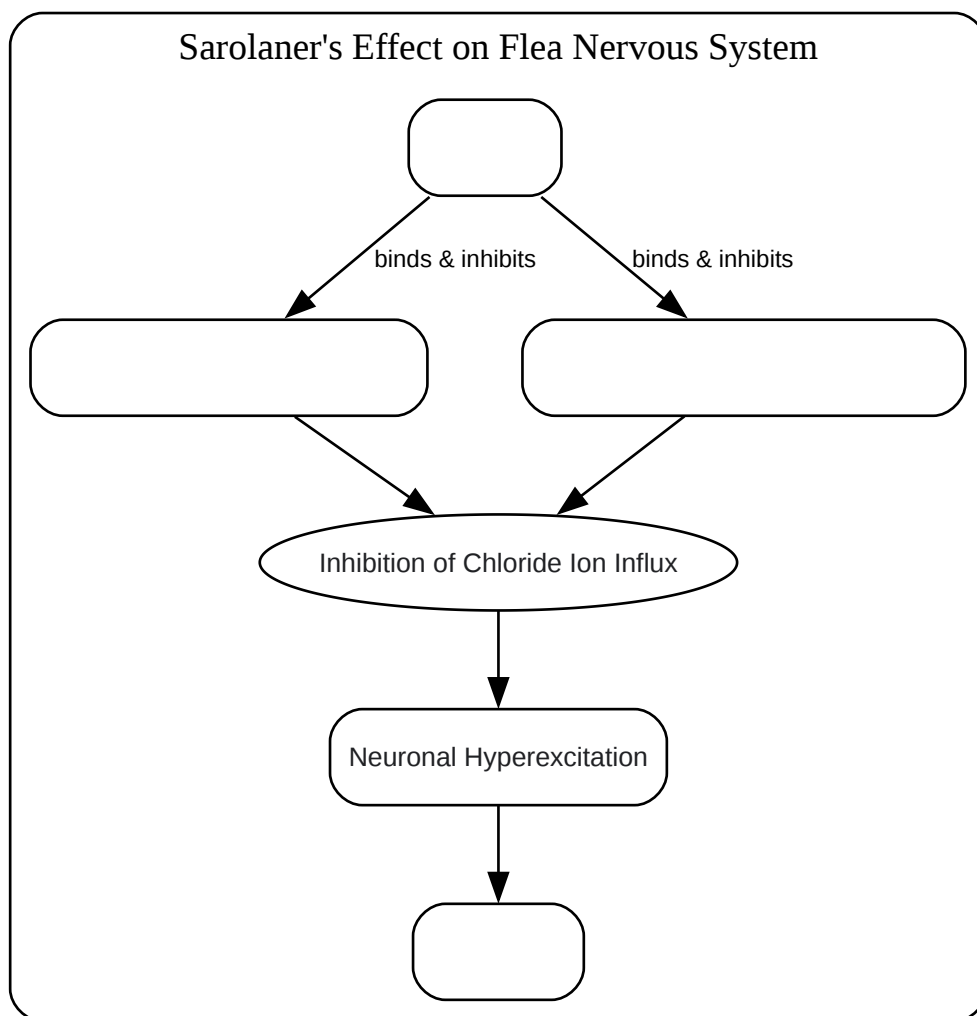 Sarolaner's Effect on Flea Nervous System
binds & inhibits
binds & inhibits
Inhibition of Chloride Ion Influx
Neuronal Hyperexcitation